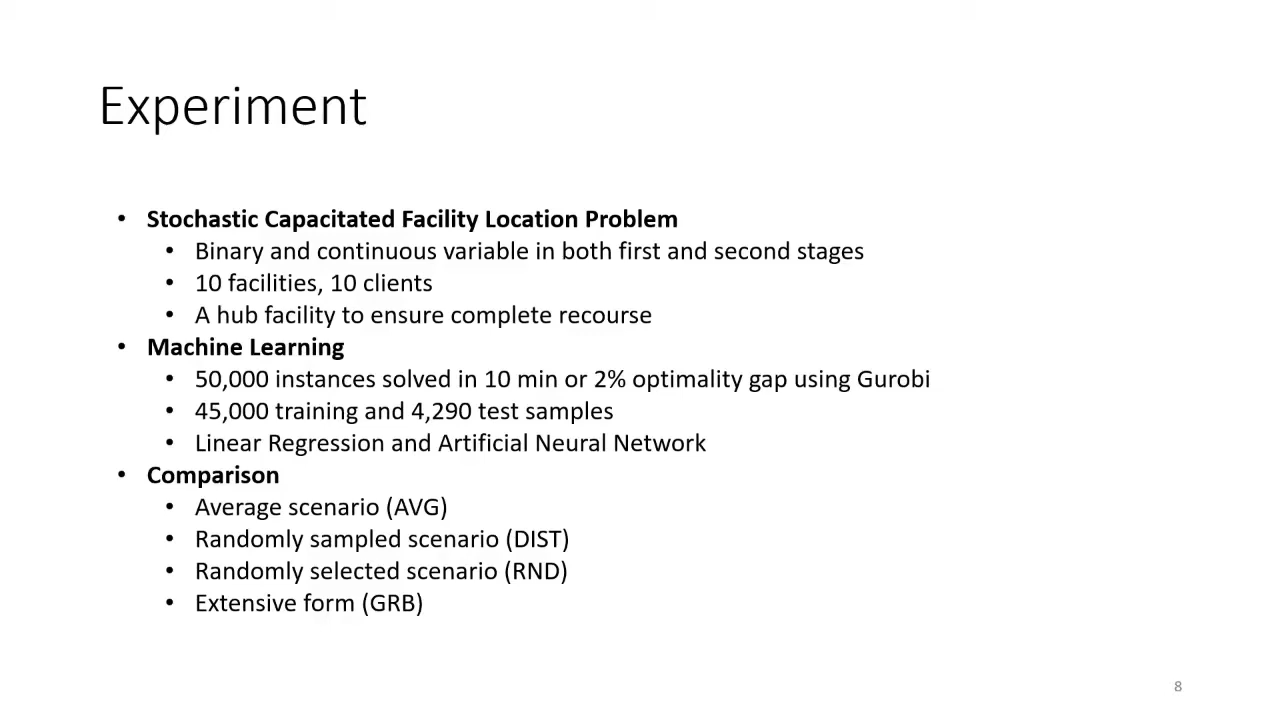 Experiment
• Stochastic Capacitated Facility Location Problem
• Binary and continuous variable in both first and second stages
• 10 facilities, 10 clients
• A hub facility to ensure complete recourse
• Machine Learning
• 50,000 instances solved in 10 min or 2% optimality gap using Gurobi
• 45,000 training and 4,290 test samples
• Linear Regression and Artificial Neural Network
• Comparison
• Average scenario (AVG)
• Randomly sampled scenario (DIST)
• Randomly selected scenario (RND)
• Extensive form (GRB)
8